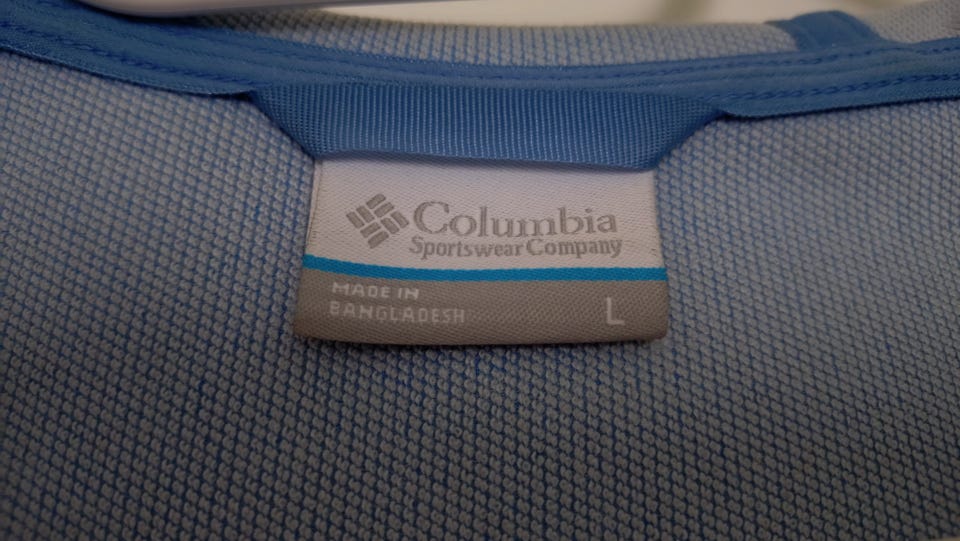 Columbia
Sportswear Company
MADE IN
BANGLADESH
L